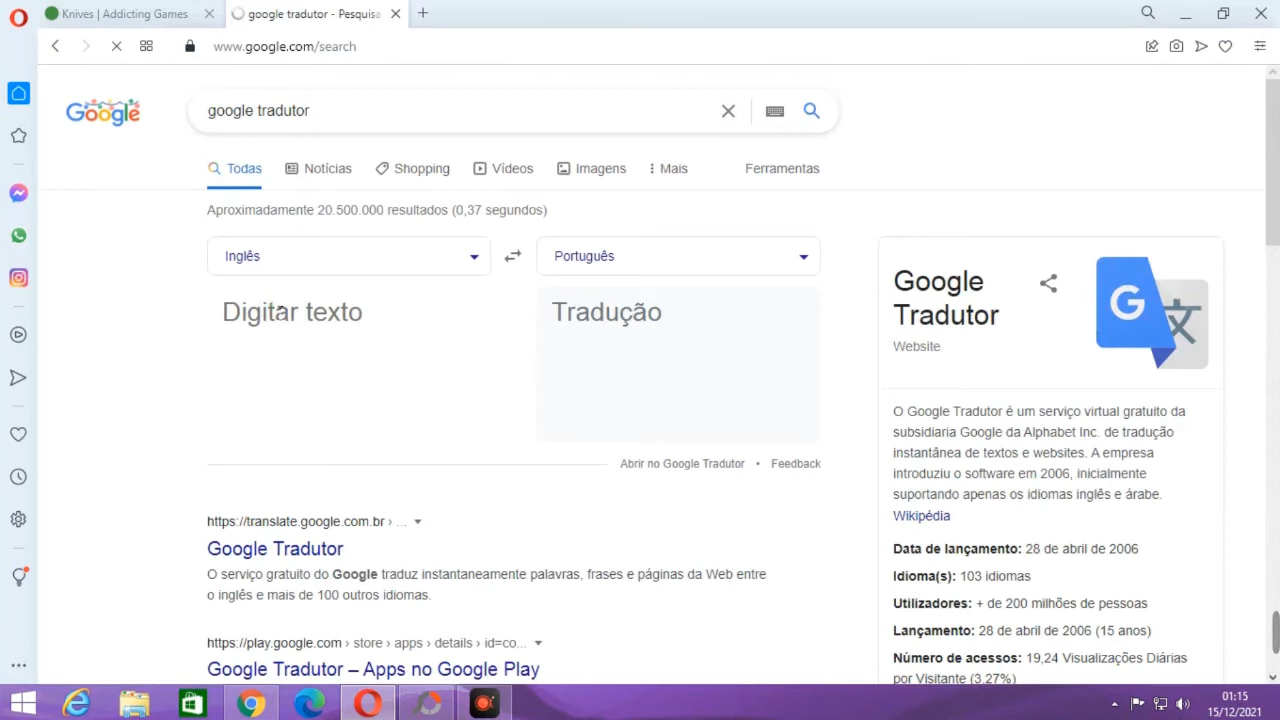 Knives | Addicting Games
google tradutor - Pesquisa
www.google.com/search
Google
google tradutor
Todas
Notícias
Shopping
Vídeos
Imagens
Mais
Ferramentas
Aproximadamente 20.500.000 resultados (0,37 segundos)
Inglês
Português
Digitar texto
Tradução
Abrir no Google Tradutor • Feedback
https://translate.google.com.br › ...
Google Tradutor
O serviço gratuito do Google traduz instantaneamente palavras, frases e páginas da Web entre
o inglês e mais de 100 outros idiomas.
https://play.google.com › store › apps › details › id=co...
Google Tradutor – Apps no Google Play
Google
Tradutor
Website
G
文
O Google Tradutor é um serviço virtual gratuito da
subsidiaria Google da Alphabet Inc. de tradução
instantânea de textos e websites. A empresa
introduziu o software em 2006, inicialmente
suportando apenas os idiomas inglês e árabe.
Wikipédia
Data de lançamento: 28 de abril de 2006
Idioma(s): 103 idiomas
Utilizadores: + de 200 milhões de pessoas
Lançamento: 28 de abril de 2006 (15 anos)
Número de acessos: 19,24 Visualizações Diárias
por Visitante (3.27%)
01:15
15/12/2021